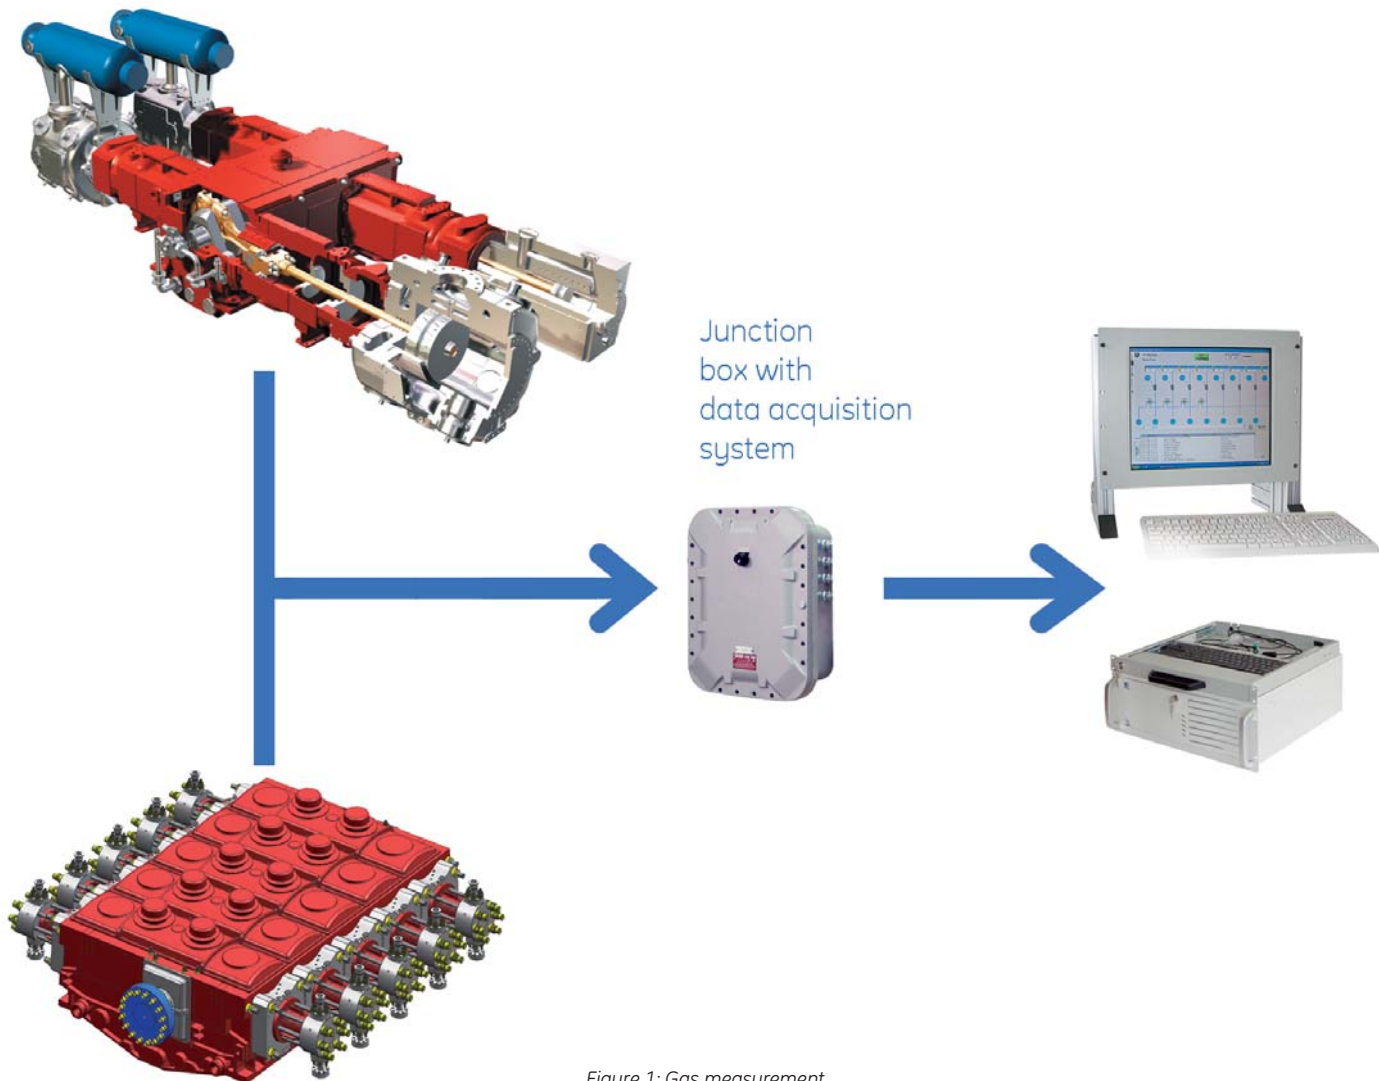 Junction
box with
data acquisition
system
Figure 1: Gas measurement